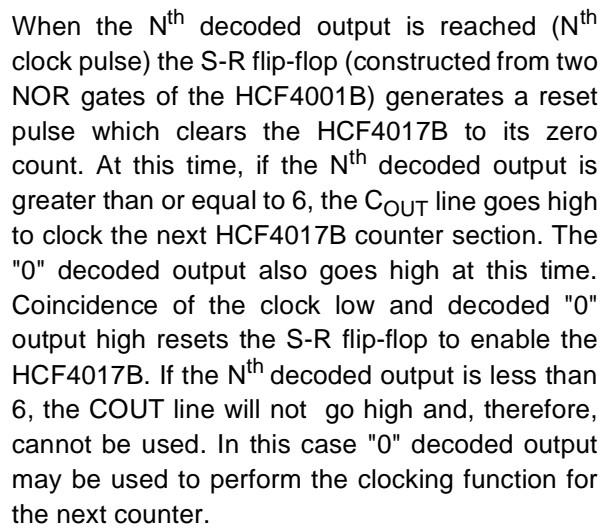 When the Nth decoded output is reached (Nth
clock pulse) the S-R flip-flop (constructed from two
NOR gates of the HCF4001B) generates a reset
pulse which clears the HCF4017B to its zero
count. At this time, if the Nth decoded output is
greater than or equal to 6, the COUT line goes high
to clock the next HCF4017B counter section. The
"0" decoded output also goes high at this time.
Coincidence of the clock low and decoded "0"
output high resets the S-R flip-flop to enable the
HCF4017B. If the Nth decoded output is less than
6, the COUT line will not go high and, therefore,
cannot be used. In this case "0" decoded output
may be used to perform the clocking function for
the next counter.